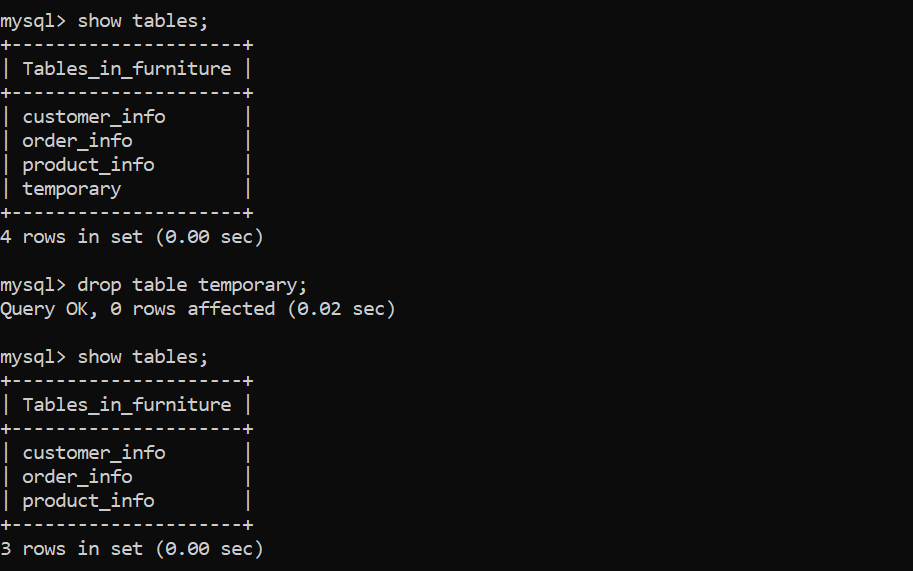 mysql> show tables;
+---------------------+
| Tables_in_furniture |
+---------------------+
| customer_info       |
| order_info          |
| product_info        |
| temporary           |
+---------------------+
4 rows in set (0.00 sec)
mysql> drop table temporary;
Query OK, 0 rows affected (0.02 sec)
mysql> show tables;
+---------------------+
| Tables_in_furniture |
+---------------------+
| customer_info       |
| order_info          |
| product_info        |
+---------------------+
3 rows in set (0.00 sec)